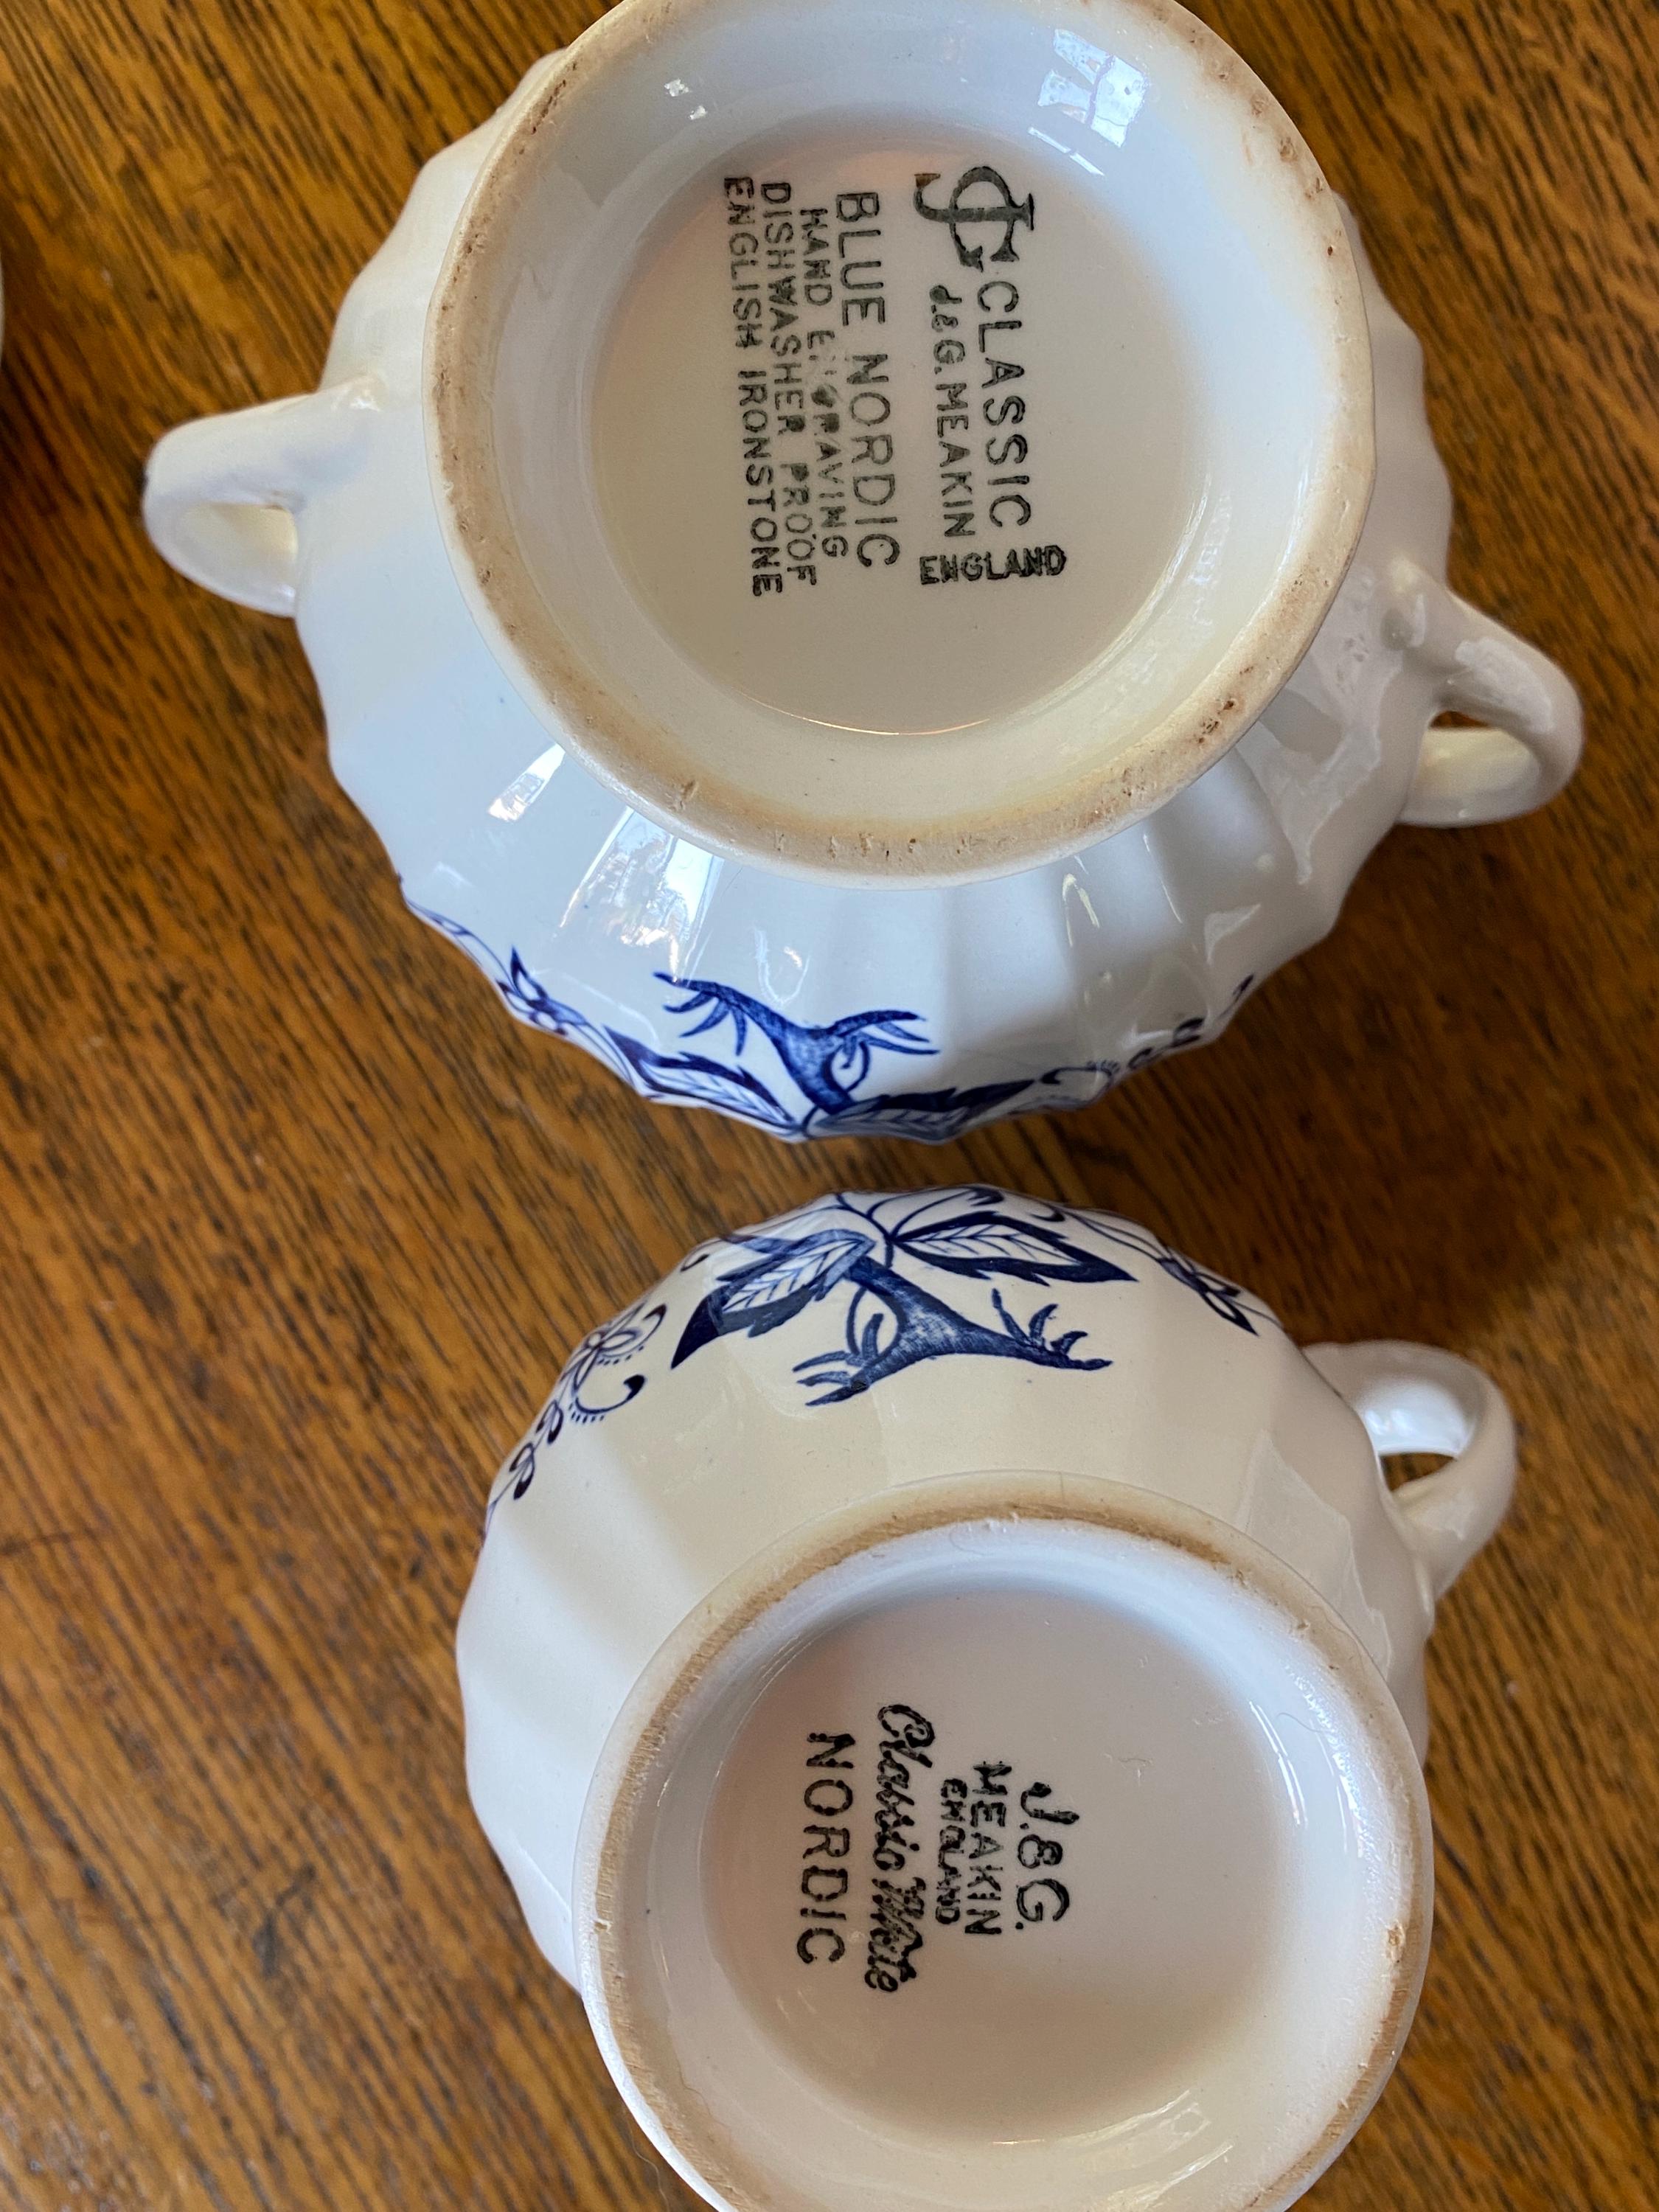 CLASSIC
J.&G. MEAKIN
ENGLAND
BLUE NORDIC
HAND ENGRAVING
DISHWASHER PROOF
ENGLISH IRONSTONE
J.&G.
MEAKIN
ENGLAND
Classic White
NORDIC